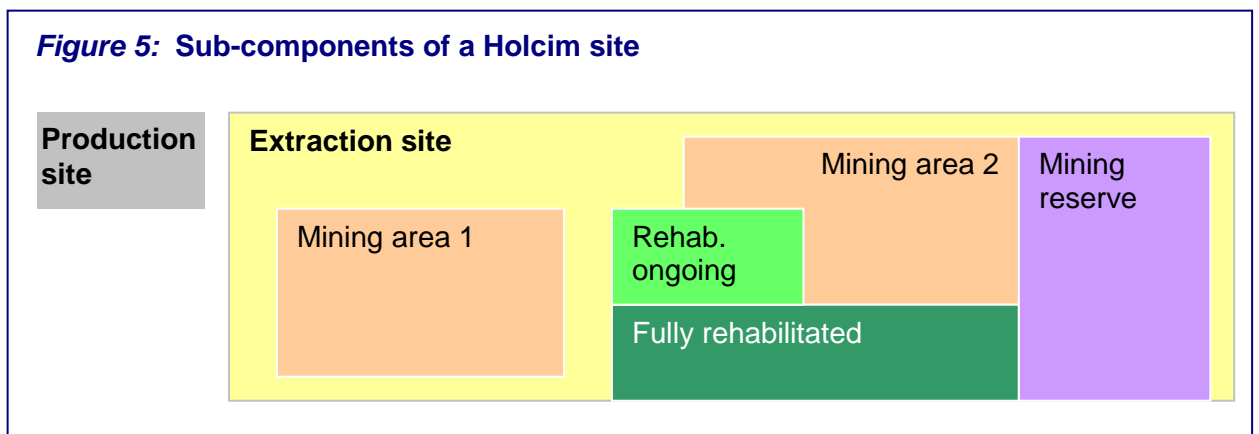 Figure 5: Sub-components of a Holcim site
Production
site
Extraction site
Mining area 1
Mining area 2
Rehab.
ongoing
Fully rehabilitated
Mining
reserve